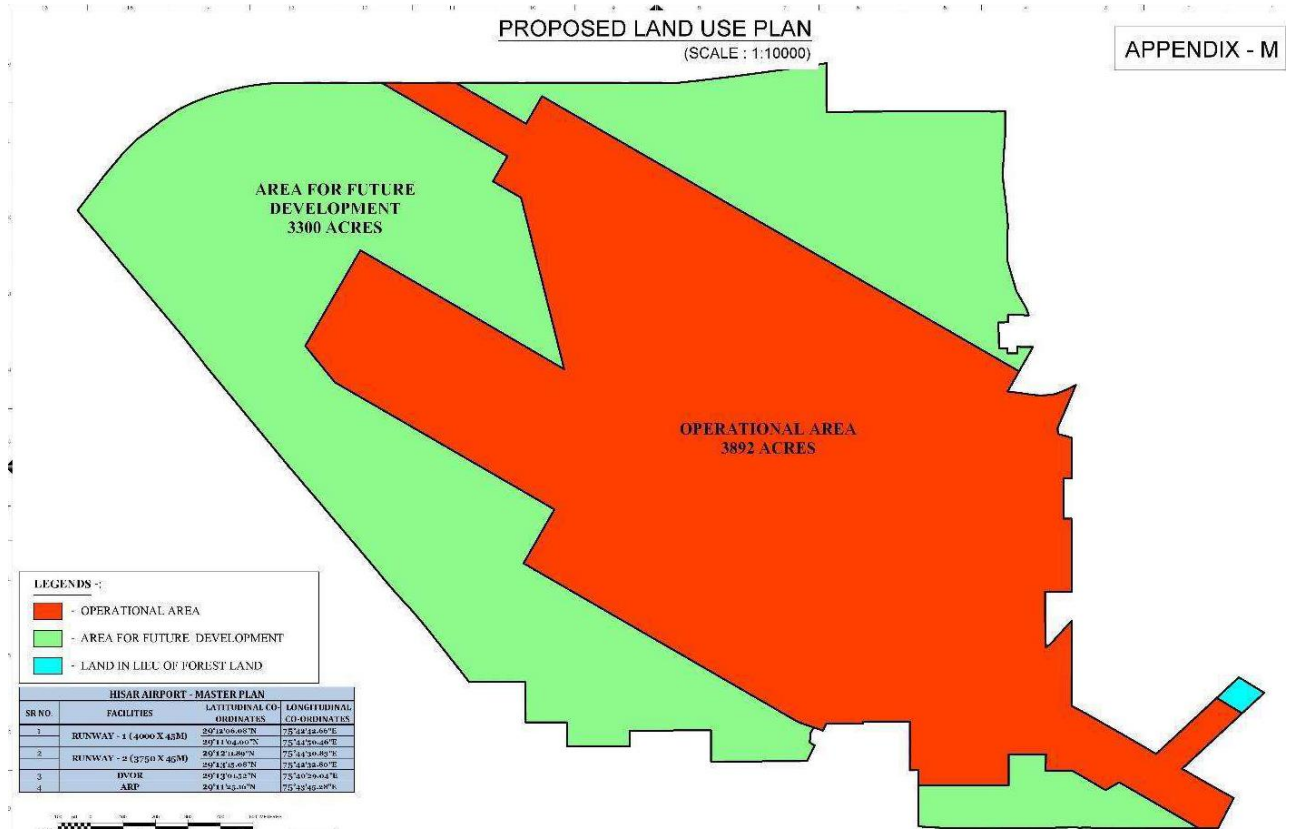 PROPOSED LAND USE PLAN
(SCALE : 1:10000)
APPENDIX - M
AREA FOR FUTURE
DEVELOPMENT
3300 ACRES
OPERATIONAL AREA
3892 ACRES
LEGENDS -:
- OPERATIONAL AREA
- AREA FOR FUTURE DEVELOPMENT
- LAND IN LIEU OF FOREST LAND
HISAR AIRPORT - MASTER PLAN
SR NO. FACILITIES LATITUDINAL CO-ORDINATES LONGITUDINAL CO-ORDINATES
1 RUNWAY - 1 (4000 X 45M)
2 RUNWAY - 2 (3750 X 45M)
3 DVOR
4 ARP